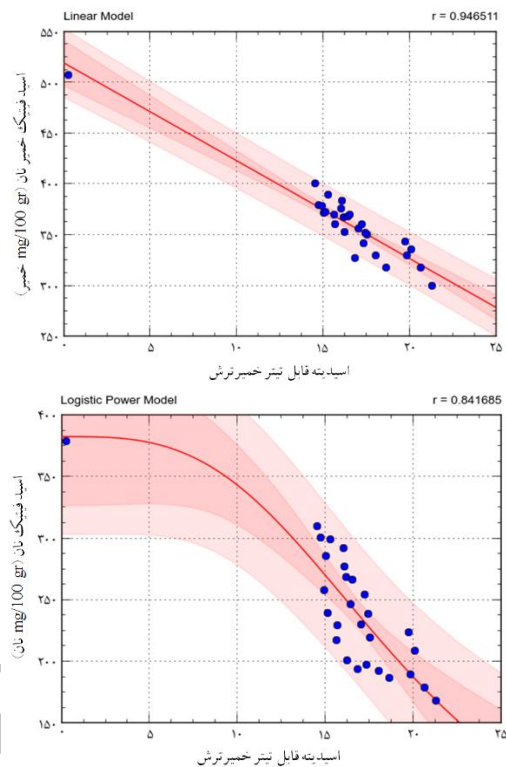 Linear Model r = 0.946511
اسید فیتیک خمیر نان (mg/100 gr خمیر)
۵۵۰
۵۰۰
۴۵۰
۴۰۰
۳۵۰
۳۰۰
۲۵۰
۰ ۵ ۱۰ ۱۵ ۲۰ ۲۵
اسیدیته قابل تیتر خمیرترش
Logistic Power Model r = 0.841685
اسید فیتیک نان (mg/100 gr نان)
۴۰۰
۳۵۰
۳۰۰
۲۵۰
۲۰۰
۱۵۰
۰ ۵ ۱۰ ۱۵ ۲۰ ۲۵
اسیدیته قابل تیتر خمیرترش